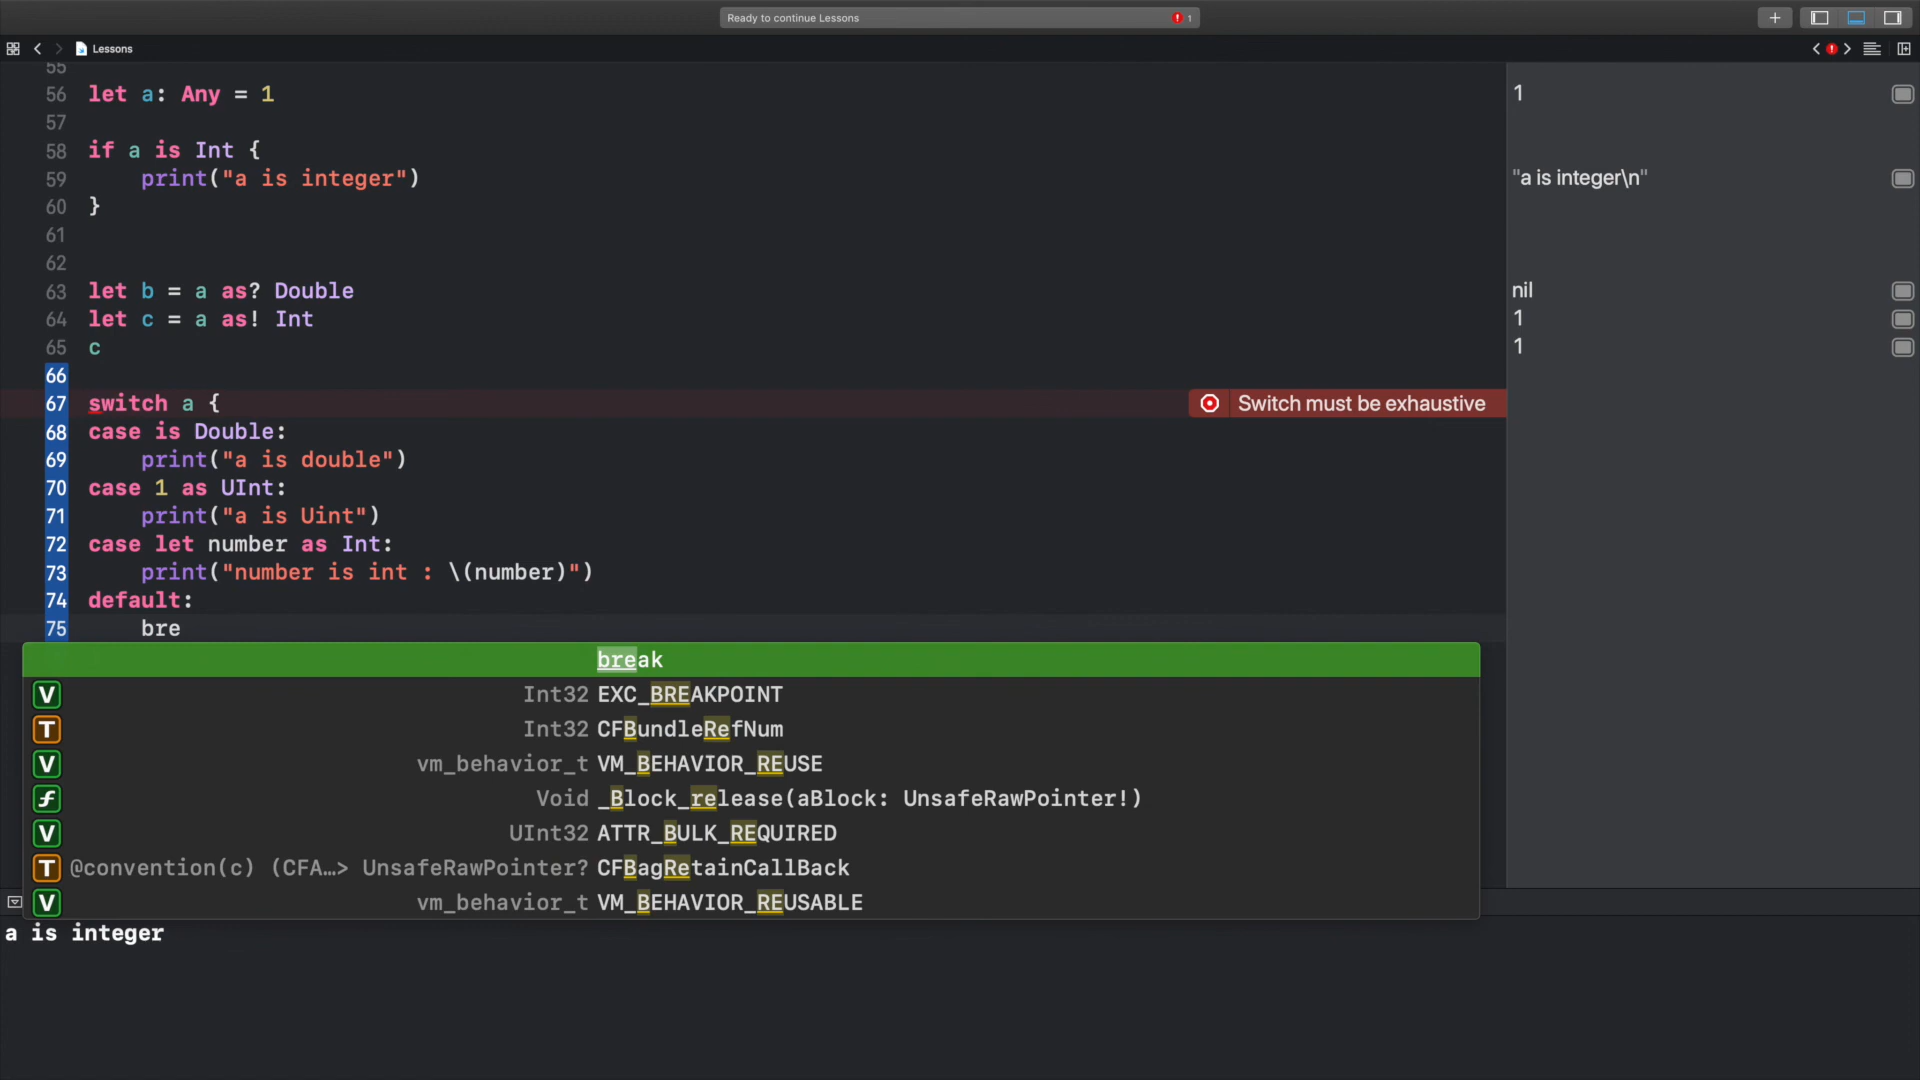 Ready to continue Lessons 1
Lessons
55
56 let a: Any = 1
1
57
58 if a is Int {
59 print("a is integer")
"a is integer\n"
60 }
61
62
63 let b = a as? Double
nil
64 let c = a as! Int
1
65 c
1
66
67 switch a {
Switch must be exhaustive
68 case is Double:
69 print("a is double")
70 case 1 as UInt:
71 print("a is Uint")
72 case let number as Int:
73 print("number is int : \(number)")
74 default:
75 bre
break
V Int32 EXC_BREAKPOINT
T Int32 CFBundleRefNum
V vm_behavior_t VM_BEHAVIOR_REUSE
f Void _Block_release(aBlock: UnsafeRawPointer!)
V UInt32 ATTR_BULK_REQUIRED
T @convention(c) (CFA…> UnsafeRawPointer? CFBagRetainCallBack
V vm_behavior_t VM_BEHAVIOR_REUSABLE
a is integer